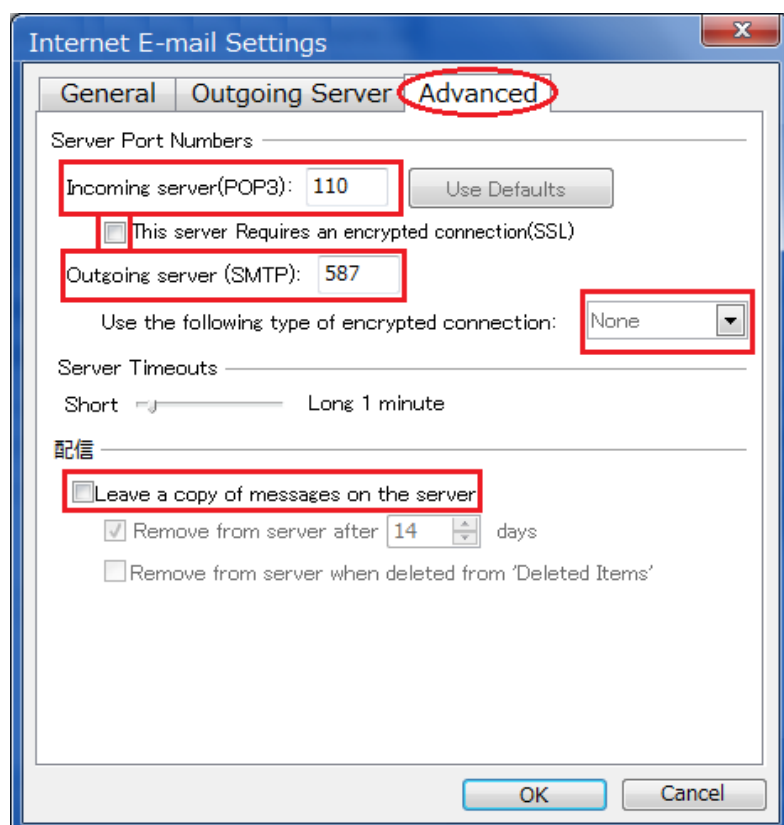 Internet E-mail Settings
x
General Outgoing Server Advanced
Server Port Numbers
Incoming server(POP3): 110 Use Defaults
This server Requires an encrypted connection(SSL)
Outgoing server (SMTP): 587
Use the following type of encrypted connection: None
Server Timeouts
Short Long 1 minute
配信
Leave a copy of messages on the server
Remove from server after 14 days
Remove from server when deleted from 'Deleted Items'
OK Cancel